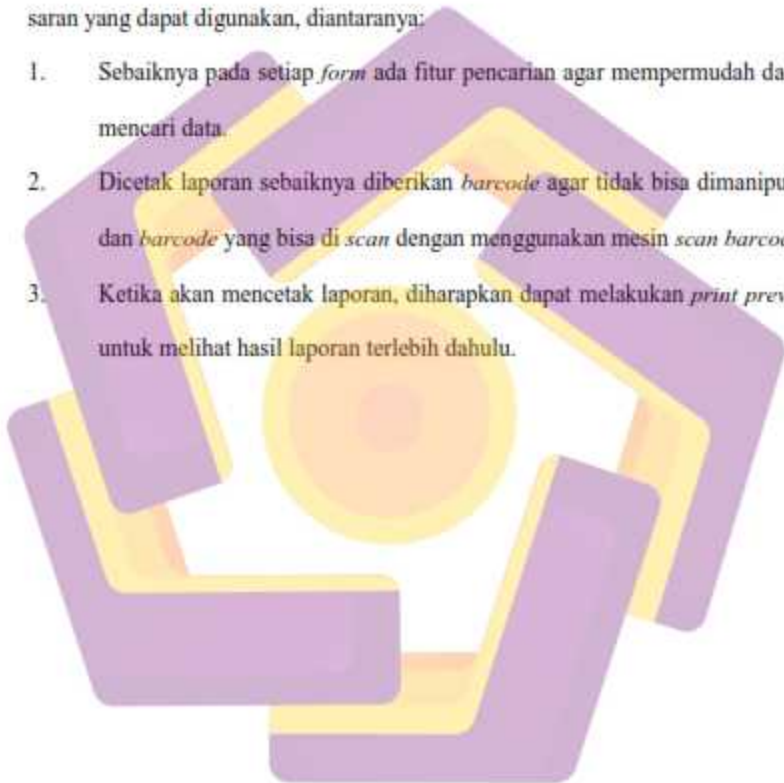 saran yang dapat digunakan, diantaranya:
1. Sebaiknya pada setiap form ada fitur pencarian agar mempermudah da
mencari data.
2. Dicetak laporan sebaiknya diberikan barcode agar tidak bisa dimanipu
dan barcode yang bisa di scan dengan menggunakan mesin scan barco
3. Ketika akan mencetak laporan, diharapkan dapat melakukan print prev
untuk melihat hasil laporan terlebih dahulu.